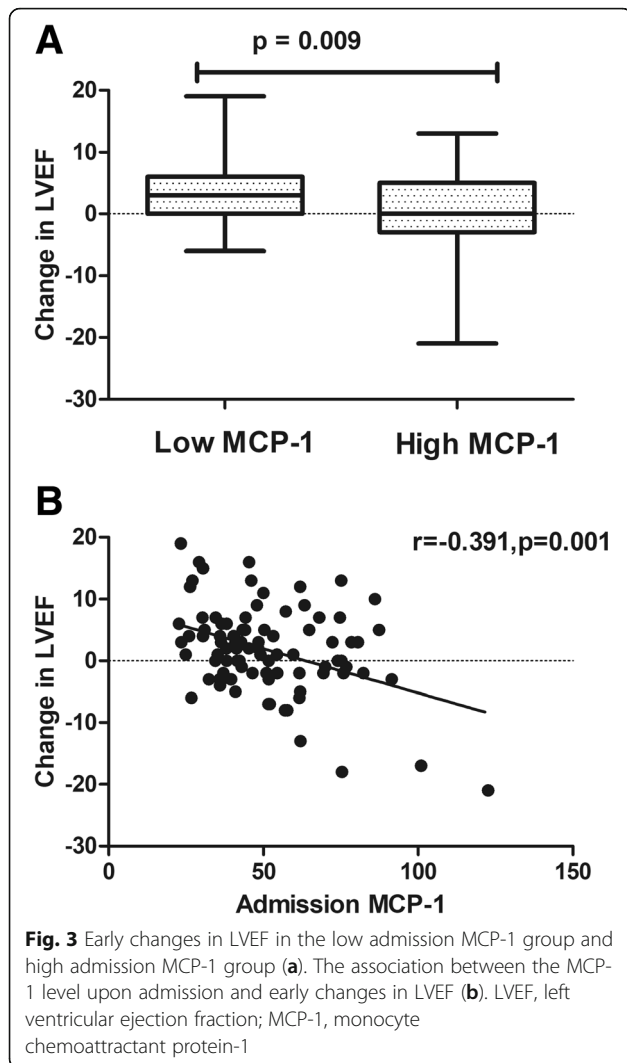 A
p = 0.009
Change in LVEF
20
10
0
-10
-20
-30
Low MCP-1
High MCP-1
B
r=-0.391,p=0.001
Change in LVEF
20
10
0
-10
-20
-30
0
50
100
150
Admission MCP-1
Fig. 3 Early changes in LVEF in the low admission MCP-1 group and
high admission MCP-1 group (a). The association between the MCP-
1 level upon admission and early changes in LVEF (b). LVEF, left
ventricular ejection fraction; MCP-1, monocyte
chemoattractant protein-1